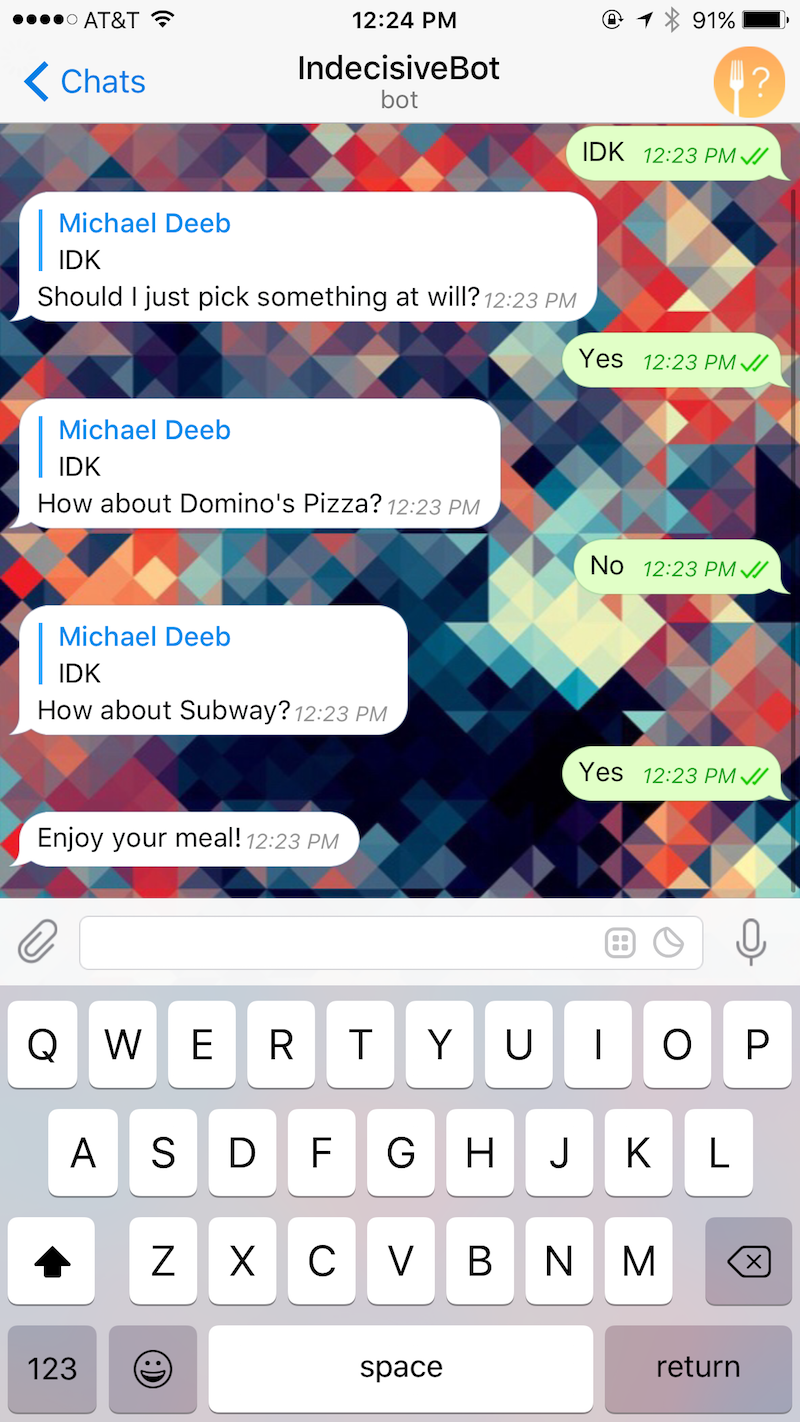 AT&T 12:24 PM 91%
Chats IndecisiveBot ?
bot
IDK 12:23 PM
Michael Deeb
IDK
Should I just pick something at will? 12:23 PM
Yes 12:23 PM
Michael Deeb
IDK
How about Domino's Pizza? 12:23 PM
No 12:23 PM
Michael Deeb
IDK
How about Subway? 12:23 PM
Yes 12:23 PM
Enjoy your meal! 12:23 PM
Q W E R T Y U I O P
A S D F G H J K L
Z X C V B N M
123 space return